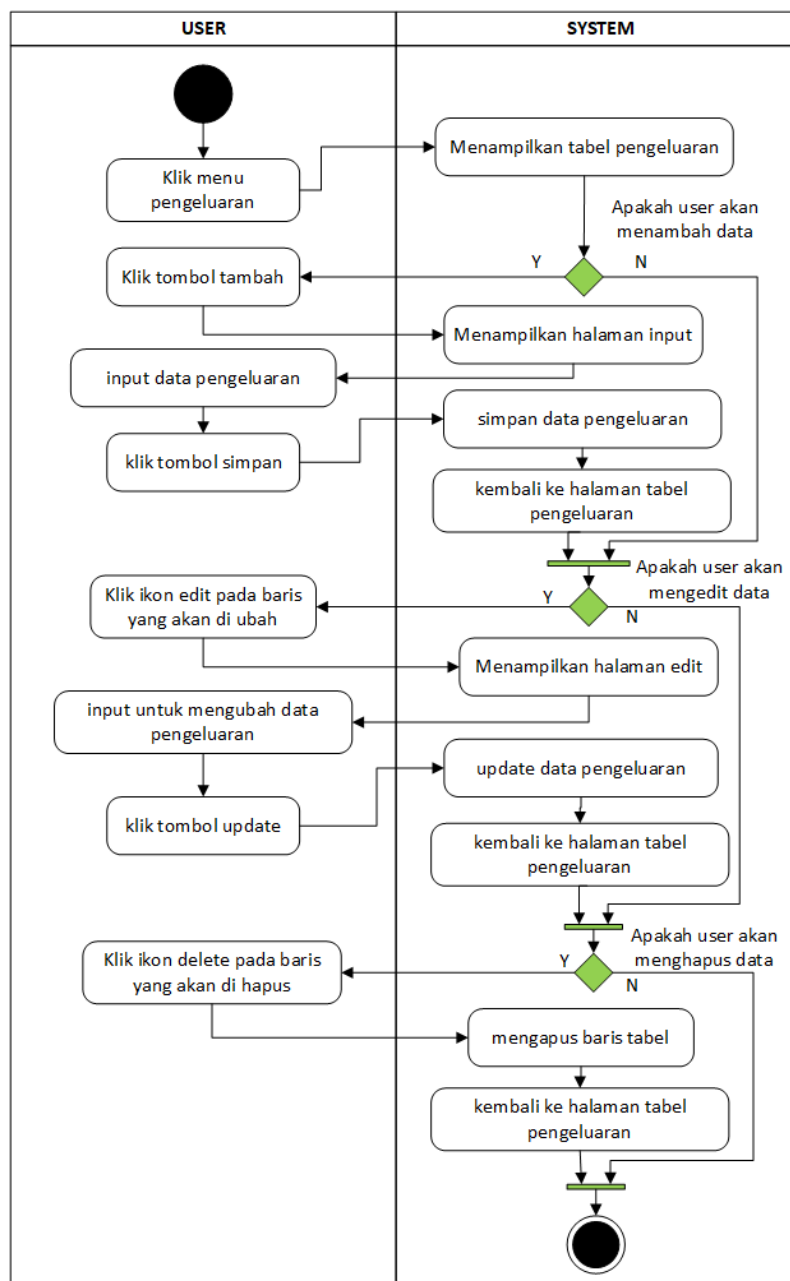 USER
SYSTEM
Menampilkan tabel pengeluaran
Klik menu
pengeluaran
Apakah user akan
menambah data
Y
N
Klik tombol tambah
Menampilkan halaman input
input data pengeluaran
simpan data pengeluaran
klik tombol simpan
kembali ke halaman tabel
pengeluaran
Apakah user akan
mengedit data
Y
N
Klik ikon edit pada baris
yang akan di ubah
Menampilkan halaman edit
input untuk mengubah data
pengeluaran
update data pengeluaran
klik tombol update
kembali ke halaman tabel
pengeluaran
Apakah user akan
menghapus data
Y
N
Klik ikon delete pada baris
yang akan di hapus
mengapus baris tabel
kembali ke halaman tabel
pengeluaran